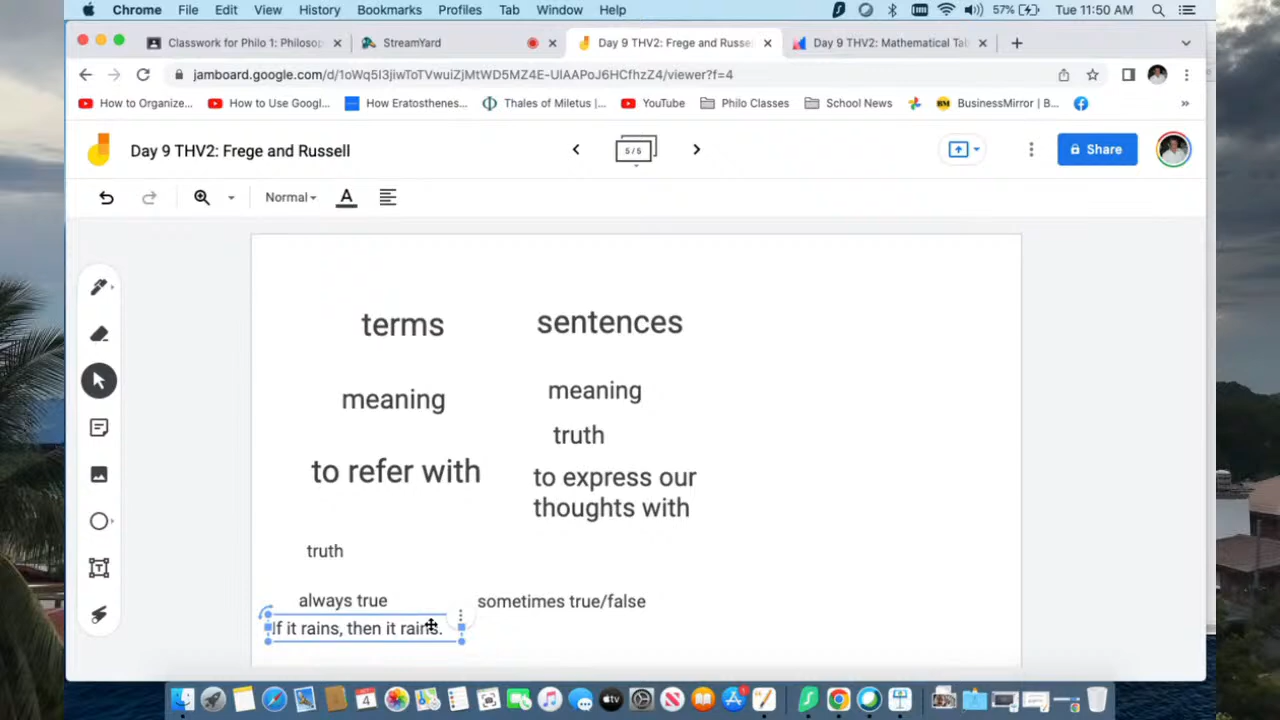 Chrome File Edit View History Bookmarks Profiles Tab Window Help 57% Tue 11:50 AM
Classwork for Philo 1: Philosop
StreamYard
Day 9 THV2: Frege and Russe
Day 9 THV2: Mathematical Tab
jamboard.google.com/d/1oWq5I3jiwToTVwuiZjMtWD5MZ4E-UIAAPoJ6HCfhzZ4/viewer?f=4
How to Organize... How to Use Googl... How Eratosthenes... Thales of Miletus |... YouTube Philo Classes School News BM BusinessMirror | B... »
Day 9 THV2: Frege and Russell
5 / 5
Share
Normal A
terms
sentences
meaning
meaning
truth
to refer with
to express our
thoughts with
truth
always true
sometimes true/false
If it rains, then it rains.